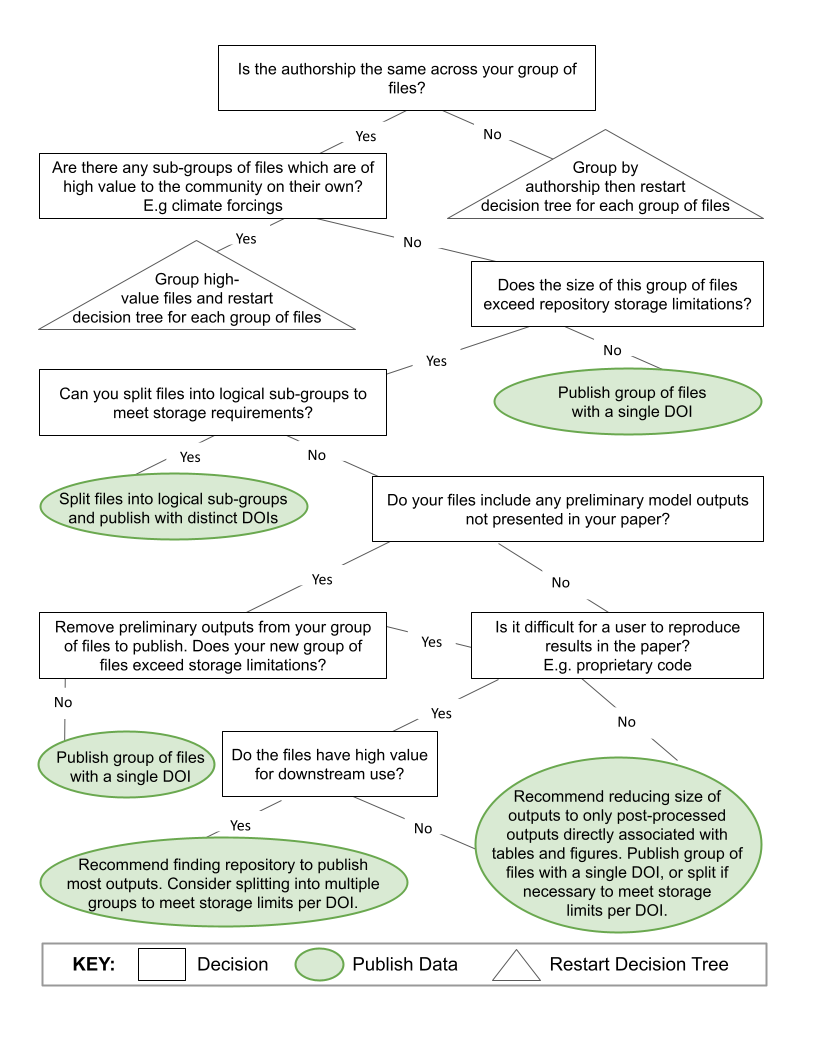 Is the authorship the same across your group of
files?
Yes
No
Are there any sub-groups of files which are of
high value to the community on their own?
E.g climate forcings
Group by
authorship then restart
decision tree for each group of files
Yes
No
Group high-
value files and restart
decision tree for each group of files
Does the size of this group of files
exceed repository storage limitations?
Yes
No
Can you split files into logical sub-groups to
meet storage requirements?
Publish group of files
with a single DOI
Yes
No
Split files into logical sub-groups
and publish with distinct DOIs
Do your files include any preliminary model outputs
not presented in your paper?
Yes
No
Remove preliminary outputs from your group
of files to publish. Does your new group of
files exceed storage limitations?
Yes
Is it difficult for a user to reproduce
results in the paper?
E.g. proprietary code
No
Yes
No
Publish group of files
with a single DOI
Do the files have high value
for downstream use?
Yes
No
Recommend reducing size of
outputs to only post-processed
outputs directly associated with
tables and figures. Publish group of
files with a single DOI, or split if
necessary to meet storage
limits per DOI.
Recommend finding repository to publish
most outputs. Consider splitting into multiple
groups to meet storage limits per DOI.
KEY:
Decision
Publish Data
Restart Decision Tree